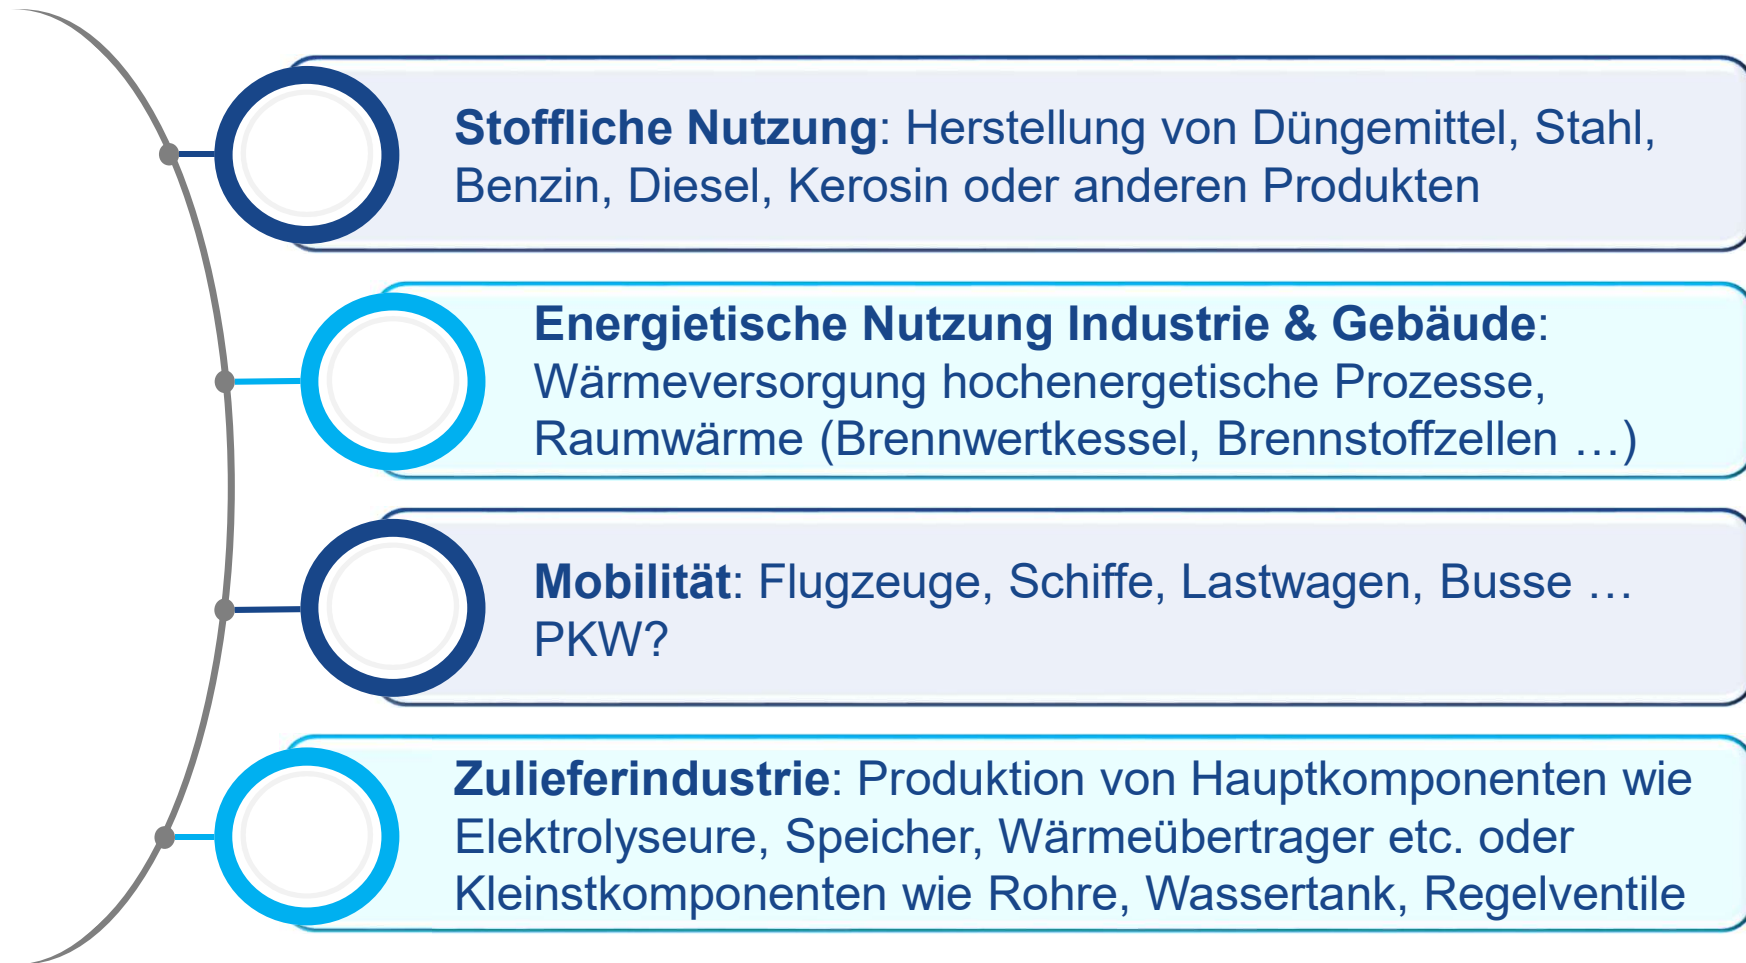 Stoffliche Nutzung: Herstellung von Düngemittel, Stahl,
Benzin, Diesel, Kerosin oder anderen Produkten
Energietische Nutzung Industrie & Gebäude:
Wärmeversorgung hochenergetische Prozesse,
Raumwärme (Brennwertkessel, Brennstoffzellen …)
Mobilität: Flugzeuge, Schiffe, Lastwagen, Busse …
PKW?
Zulieferindustrie: Produktion von Hauptkomponenten wie
Elektrolyseure, Speicher, Wärmeübertrager etc. oder
Kleinstkomponenten wie Rohre, Wassertank, Regelventile